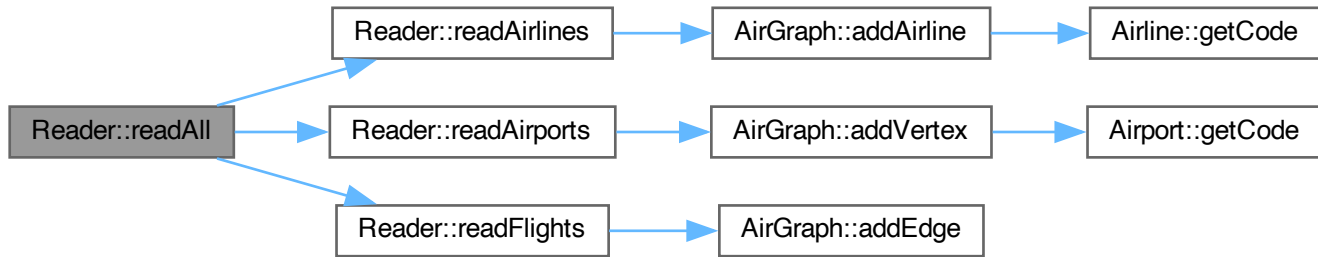 Reader::readAirlines
AirGraph::addAirline
Airline::getCode
Reader::readAll
Reader::readAirports
AirGraph::addVertex
Airport::getCode
Reader::readFlights
AirGraph::addEdge